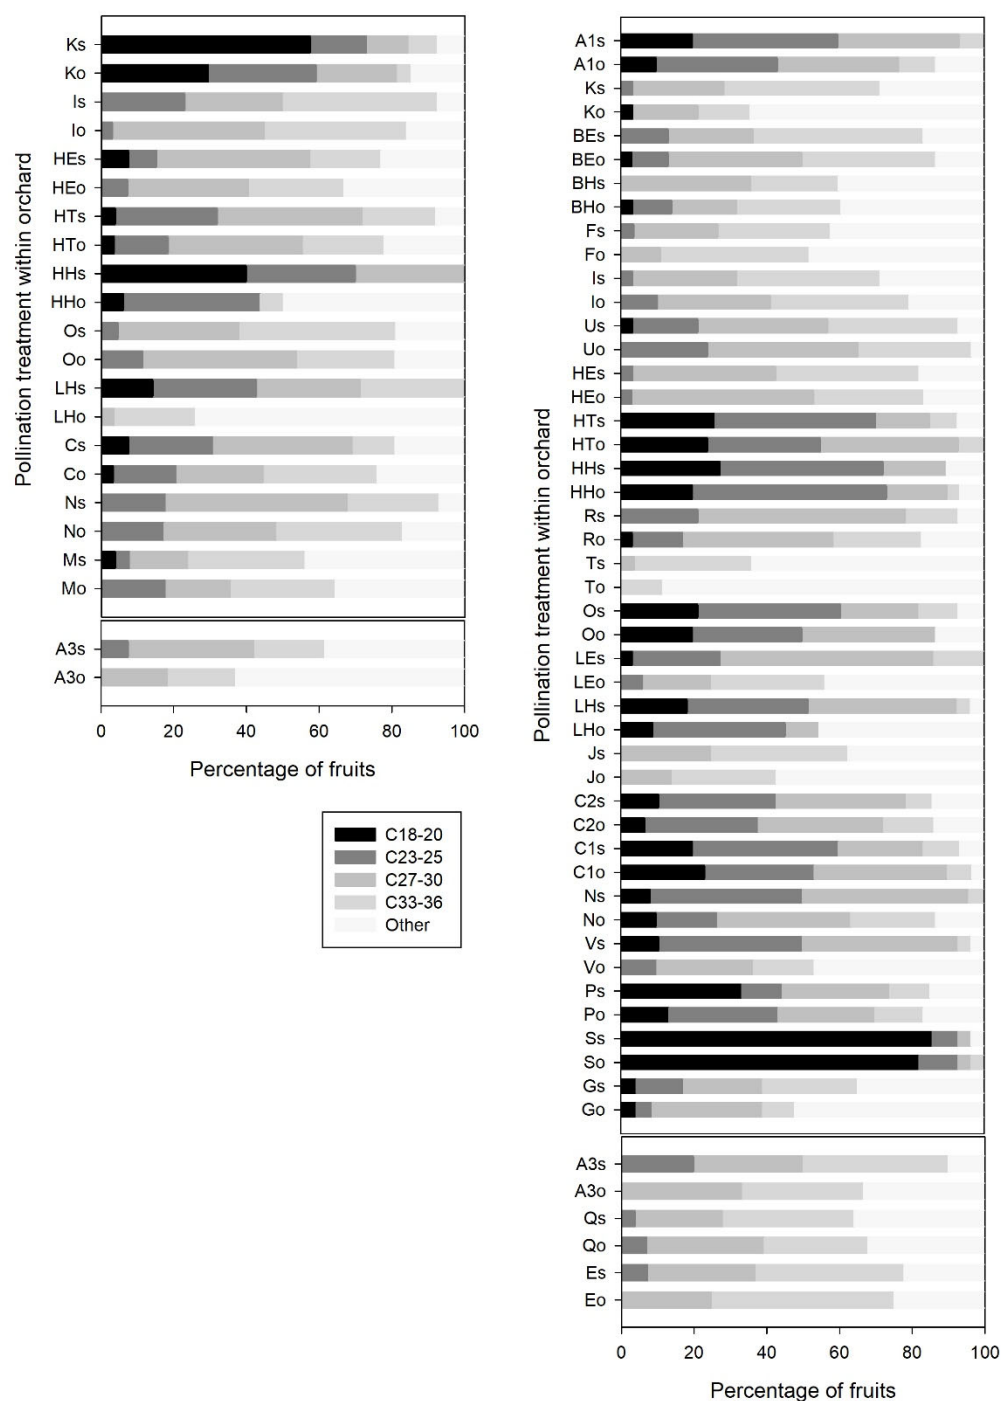 Pollination treatment within orchard
Ks
Ko
Is
Io
HEs
HEo
HTs
HTo
HHs
HHo
Os
Oo
LHs
LHo
Cs
Co
Ns
No
Ms
Mo
A3s
A3o
0 20 40 60 80 100
Percentage of fruits
C18-20
C23-25
C27-30
C33-36
Other
Pollination treatment within orchard
A1s
A1o
Ks
Ko
BEs
BEo
BHs
BHo
Fs
Fo
Is
Io
Us
Uo
HEs
HEo
HTs
HTo
HHs
HHo
Rs
Ro
Ts
To
Os
Oo
LEs
LEo
LHs
LHo
Js
Jo
C2s
C2o
C1s
C1o
Ns
No
Vs
Vo
Ps
Po
Ss
So
Gs
Go
A3s
A3o
Qs
Qo
Es
Eo
0 20 40 60 80 100
Percentage of fruits